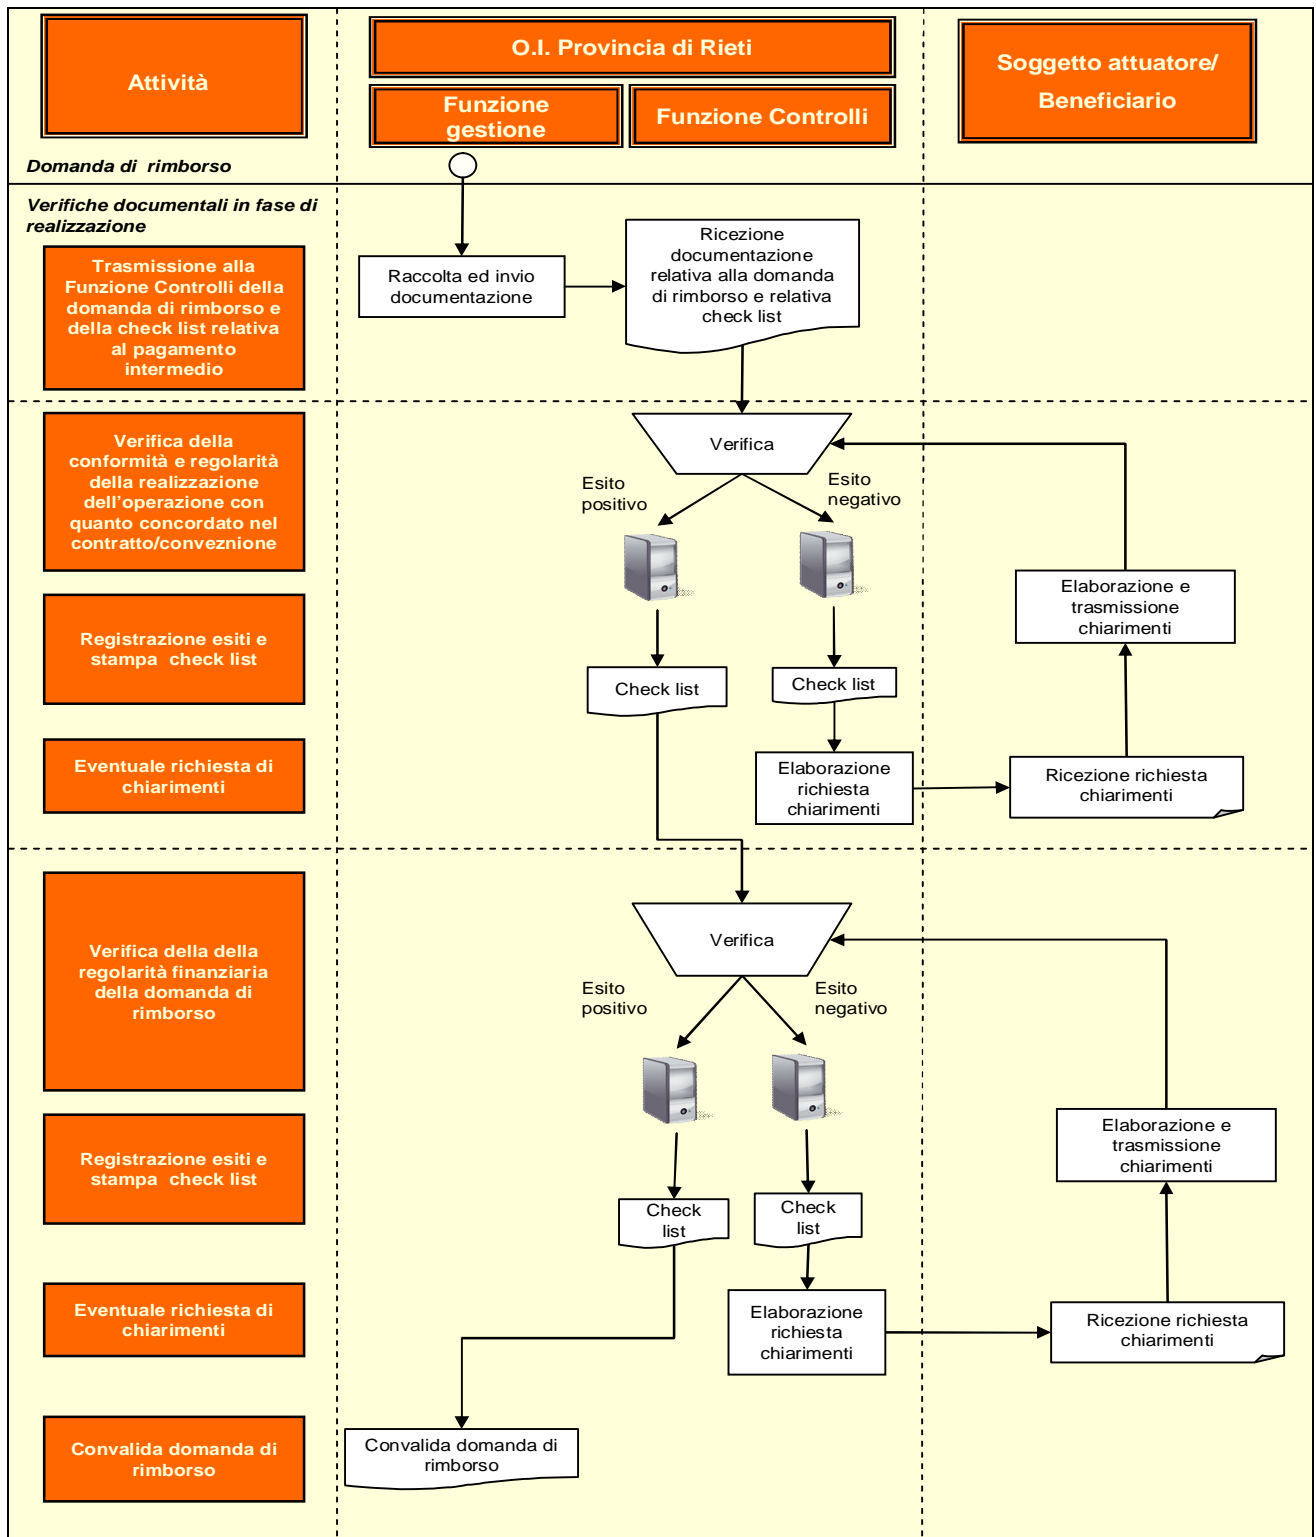 Attività
O.I. Provincia di Rieti
Soggetto attuatore/
Beneficiario
Funzione
gestione
Funzione Controlli
Domanda di rimborso
Verifiche documentali in fase di
realizzazione
Trasmissione alla
Funzione Controlli della
domanda di rimborso e
della check list relativa
al pagamento
intermedio
Raccolta ed invio
documentazione
Ricezione
documentazione
relativa alla domanda
di rimborso e relativa
check list
Verifica della
conformità e regolarità
della realizzazione
dell'operazione con
quanto concordato nel
contratto/conveznione
Verifica
Esito
positivo
Esito
negativo
Elaborazione e
trasmissione
chiarimenti
Registrazione esiti e
stampa check list
Check list
Check list
Eventuale richiesta di
chiarimenti
Elaborazione
richiesta
chiarimenti
Ricezione richiesta
chiarimenti
Verifica della della
regolarità finanziaria
della domanda di
rimborso
Verifica
Esito
positivo
Esito
negativo
Registrazione esiti e
stampa check list
Elaborazione e
trasmissione
chiarimenti
Check
list
Check
list
Eventuale richiesta di
chiarimenti
Elaborazione
richiesta
chiarimenti
Ricezione richiesta
chiarimenti
Convalida domanda di
rimborso
Convalida domanda di
rimborso